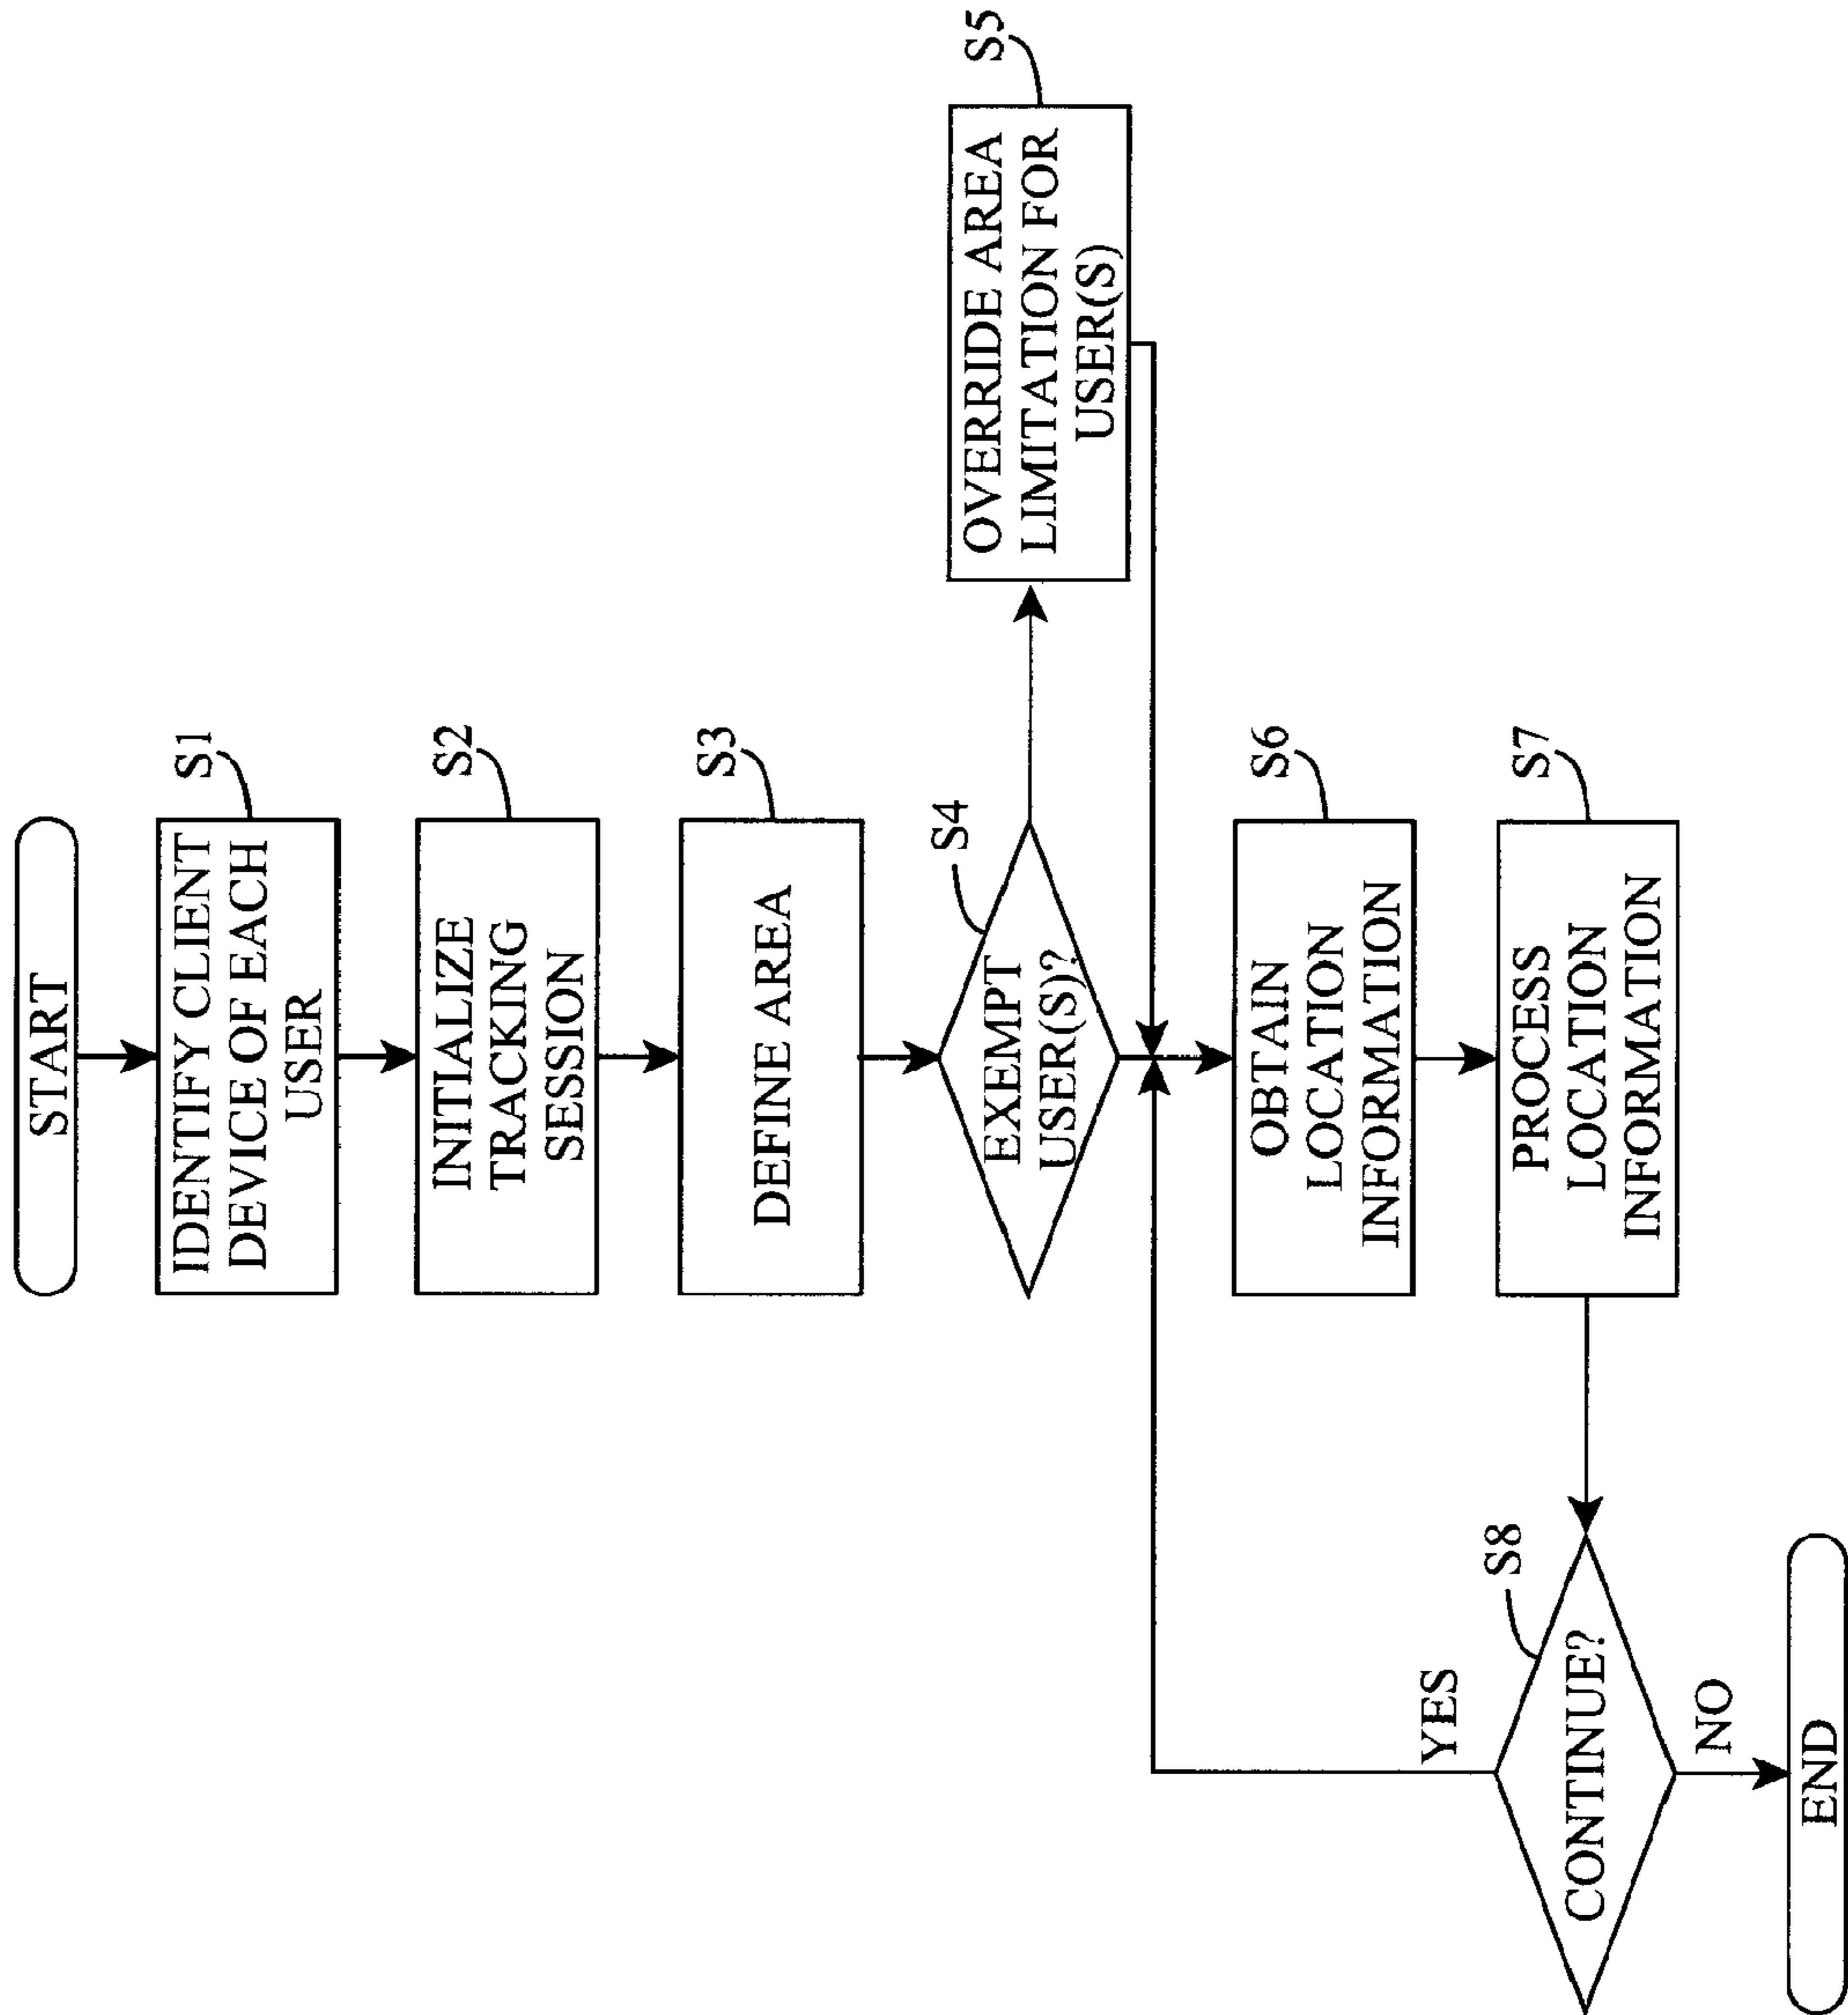 START
IDENTIFY CLIENT
DEVICE OF EACH
USER
S1
INITIALIZE
TRACKING
SESSION
S2
DEFINE AREA
S3
EXEMPT
USER(S)?
S4
OVERRIDE AREA
LIMITATION FOR
USER(S)
S5
OBTAIN
LOCATION
INFORMATION
S6
PROCESS
LOCATION
INFORMATION
S7
CONTINUE?
S8
YES
NO
END